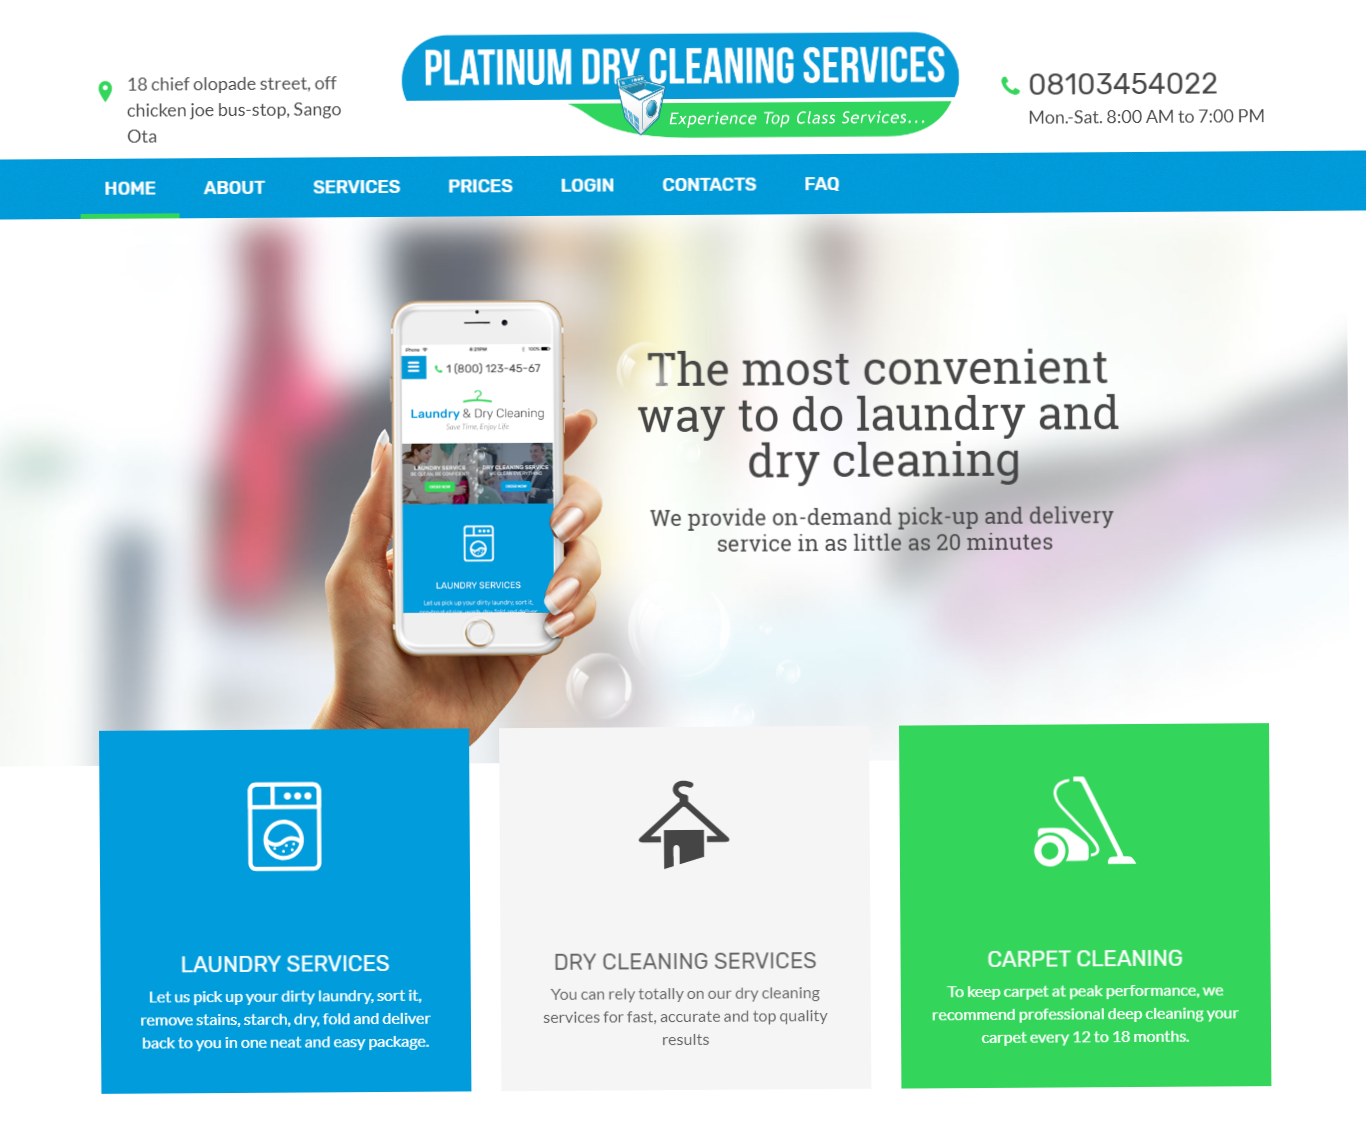 18 chief olopade street, off
chicken joe bus-stop, Sango
Ota
PLATINUM DRY CLEANING SERVICES
Experience Top Class Services...
08103454022
Mon.-Sat. 8:00 AM to 7:00 PM
HOME ABOUT SERVICES PRICES LOGIN CONTACTS FAQ
iPhone 4:21PM 100%
1 (800) 123-45-67
Laundry & Dry Cleaning
Save Time, Enjoy Life
LAUNDRY SERVICE DRY CLEANING SERVICE
LAUNDRY SERVICES
Let us pick up your dirty laundry, sort it,
The most convenient
way to do laundry and
dry cleaning
We provide on-demand pick-up and delivery
service in as little as 20 minutes
LAUNDRY SERVICES
Let us pick up your dirty laundry, sort it,
remove stains, starch, dry, fold and deliver
back to you in one neat and easy package.
DRY CLEANING SERVICES
You can rely totally on our dry cleaning
services for fast, accurate and top quality
results
CARPET CLEANING
To keep carpet at peak performance, we
recommend professional deep cleaning your
carpet every 12 to 18 months.